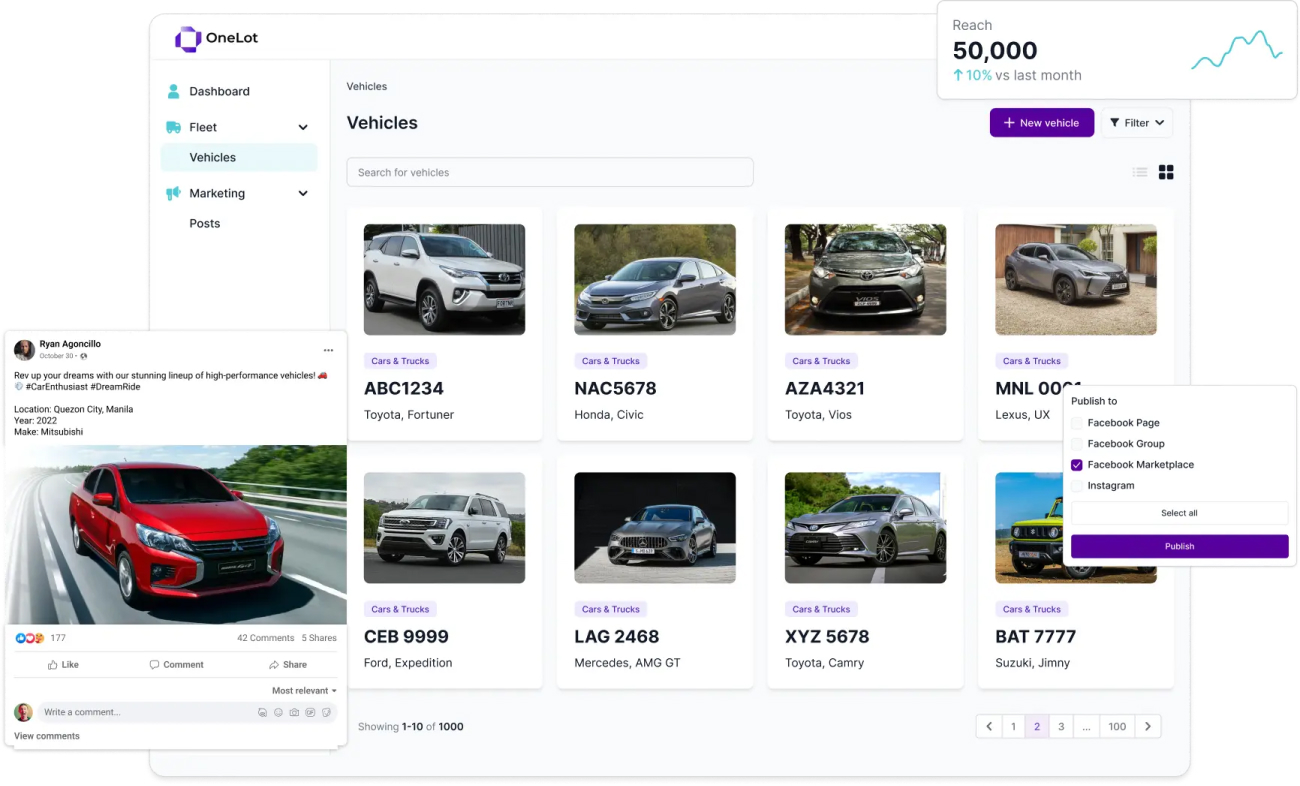 OneLot
Reach
50,000
10% vs last month
Dashboard
Fleet
Vehicles
Marketing
Posts
Vehicles
Vehicles
+ New vehicle
Filter
Search for vehicles
Cars & Trucks
ABC1234
Toyota, Fortuner
Cars & Trucks
NAC5678
Honda, Civic
VIOS
Cars & Trucks
AZA4321
Toyota, Vios
Cars & Trucks
MNL 0001
Lexus, UX
Publish to
Facebook Page
Facebook Group
Facebook Marketplace
Instagram
Select all
Publish
Ryan Agoncillo
October 30 ·
Rev up your dreams with our stunning lineup of high-performance vehicles! 🚗
💨 #CarEnthusiast #DreamRide
Location: Quezon City, Manila
Year: 2022
Make: Mitsubishi
177
42 Comments 5 Shares
Like
Comment
Share
Most relevant
Write a comment...
View comments
Cars & Trucks
CEB 9999
Ford, Expedition
Cars & Trucks
LAG 2468
Mercedes, AMG GT
Cars & Trucks
XYZ 5678
Toyota, Camry
Cars & Trucks
BAT 7777
Suzuki, Jimny
Showing 1-10 of 1000
1 2 3 ... 100